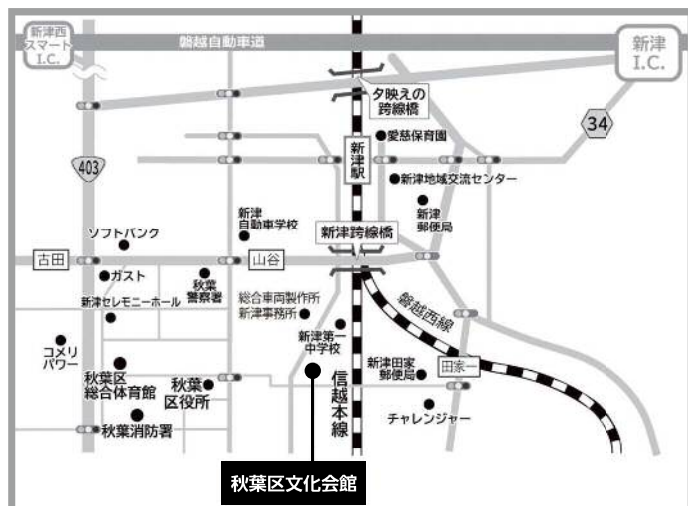 新津西
スマート
I.C.
磐越自動車道
新津
I.C.
夕映えの
跨線橋
34
愛慈保育園
新津駅
403
新津地域交流センター
新津
郵便局
新津
自動車学校
ソフトバンク
新津跨線橋
古田
山谷
ガスト
秋葉
警察署
新津セレモニーホール
総合車両製作所
新津事務所
磐越西線
新津第一
中学校
コメリ
パワー
秋葉区
総合体育館
秋葉
区役所
信越本線
新津田家
郵便局
田家一
チャレンジャー
秋葉消防署
秋葉区文化会館